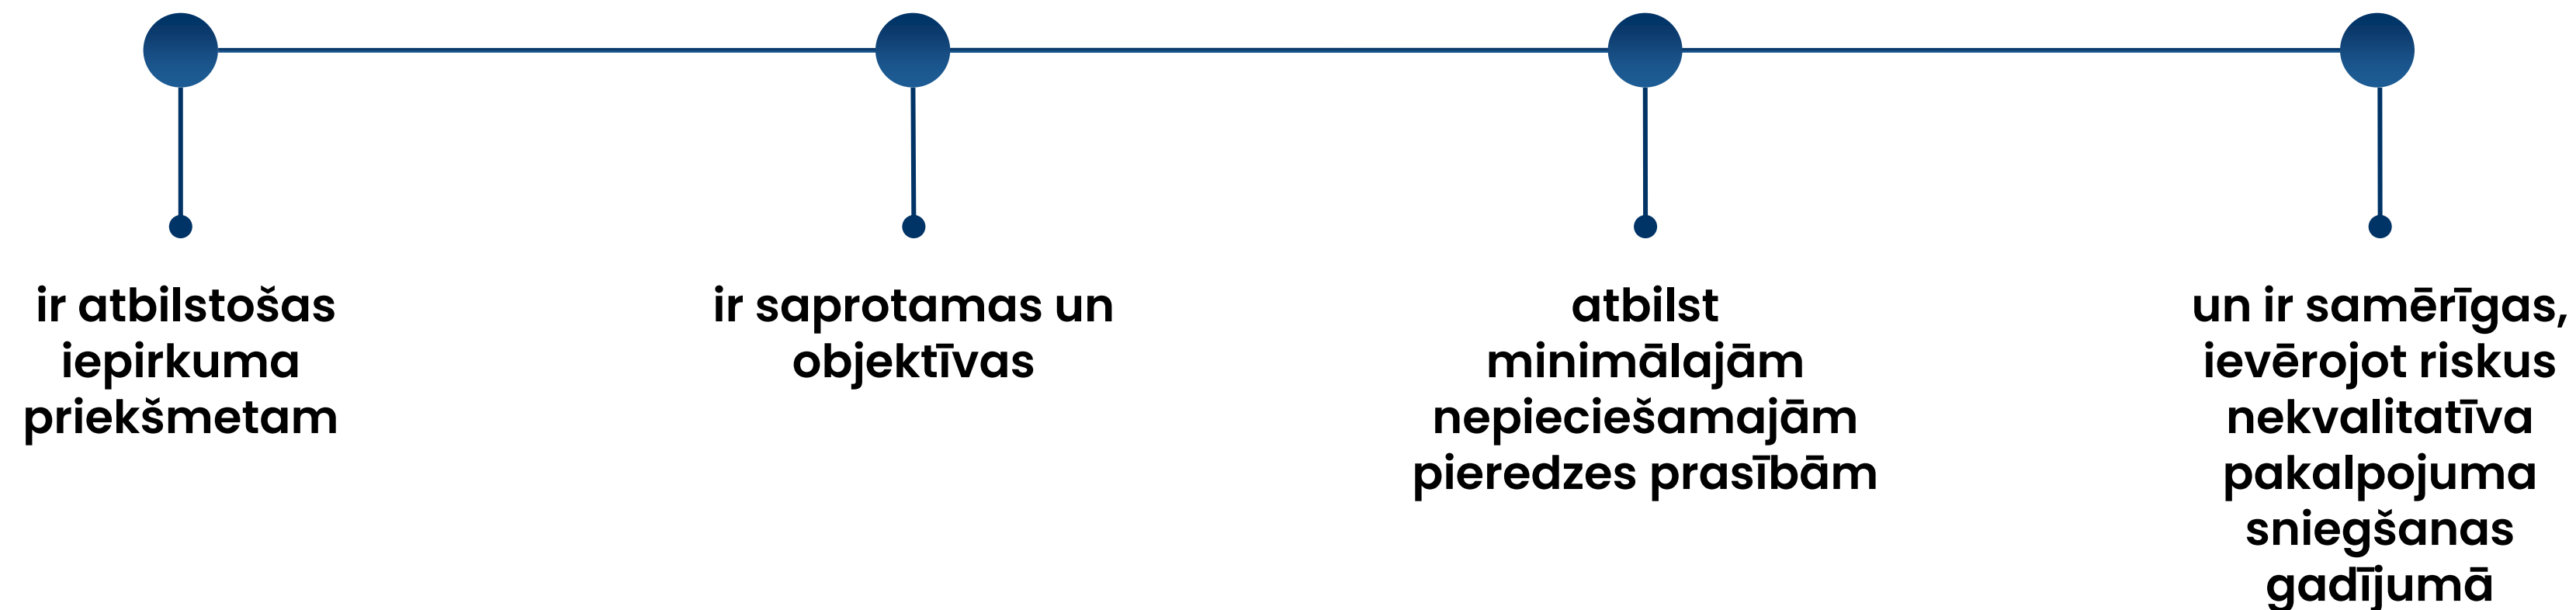 ir atbilstošas
iepirkuma
priekšmetam
ir saprotamas un
objektīvas
atbilst
minimālajām
nepieciešamajām
pieredzes prasībām
un ir samērīgas,
ievērojot riskus
nekvalitatīva
pakalpojuma
sniegšanas
gadījumā